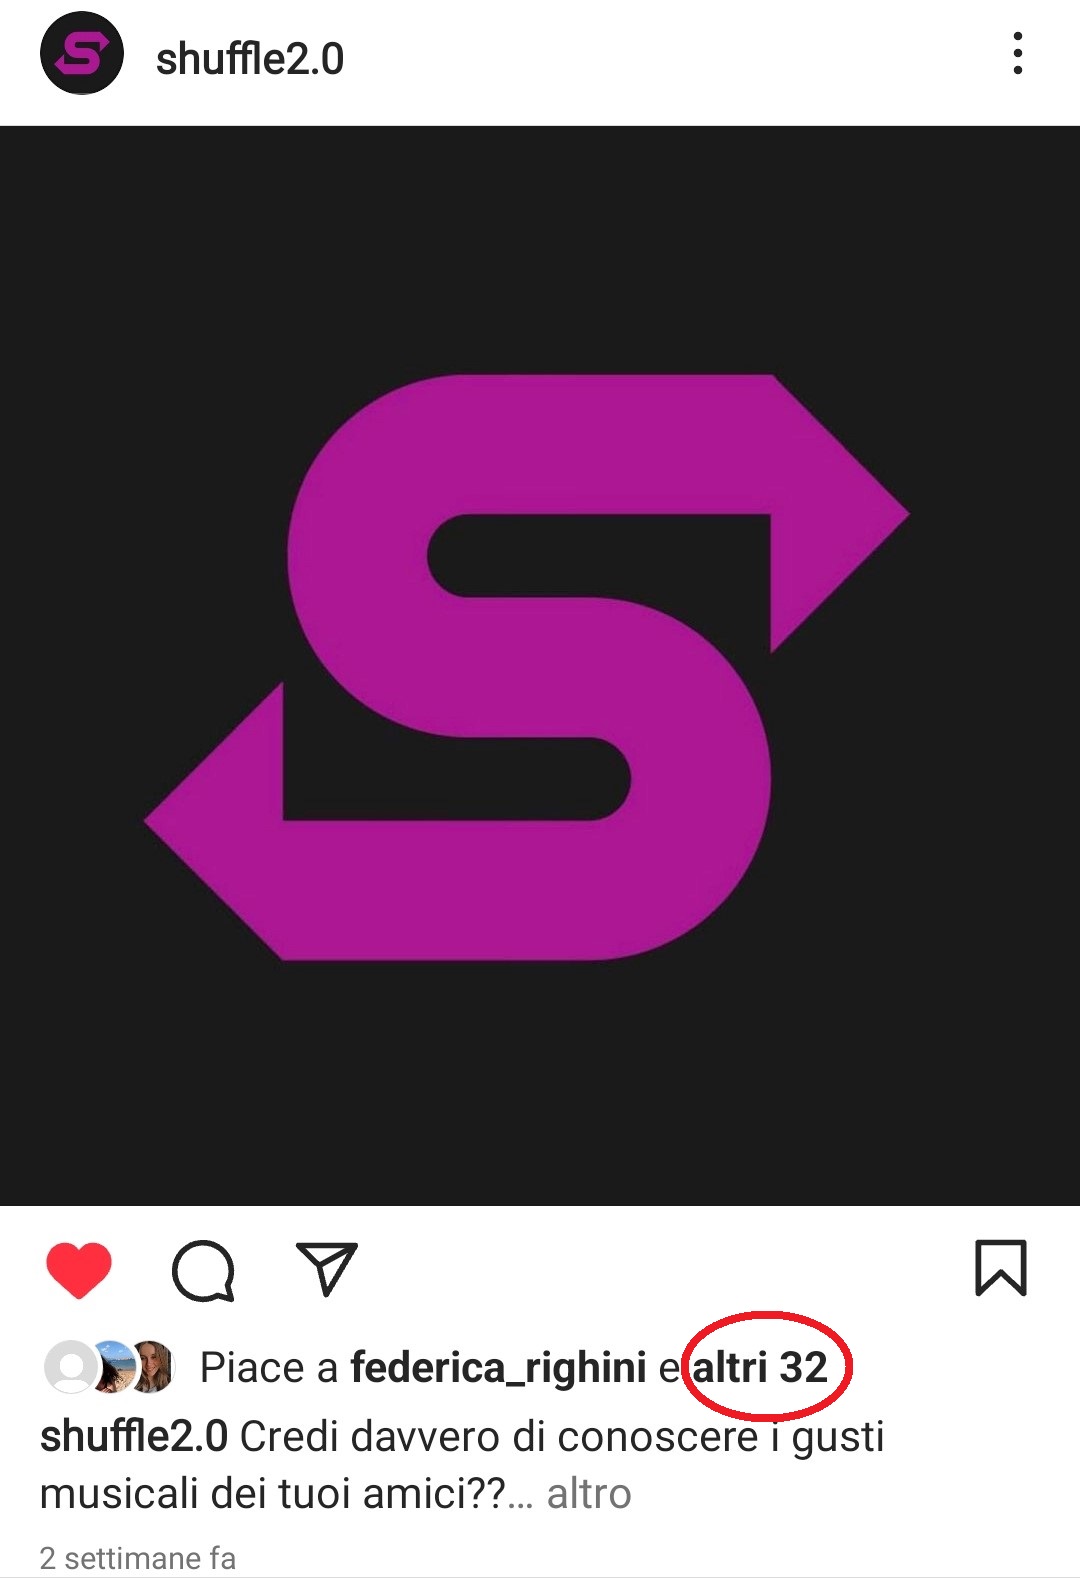 shuffle2.0
Piace a federica_righini e altri 32
shuffle2.0 Credi davvero di conoscere i gusti
musicali dei tuoi amici??... altro
2 settimane fa